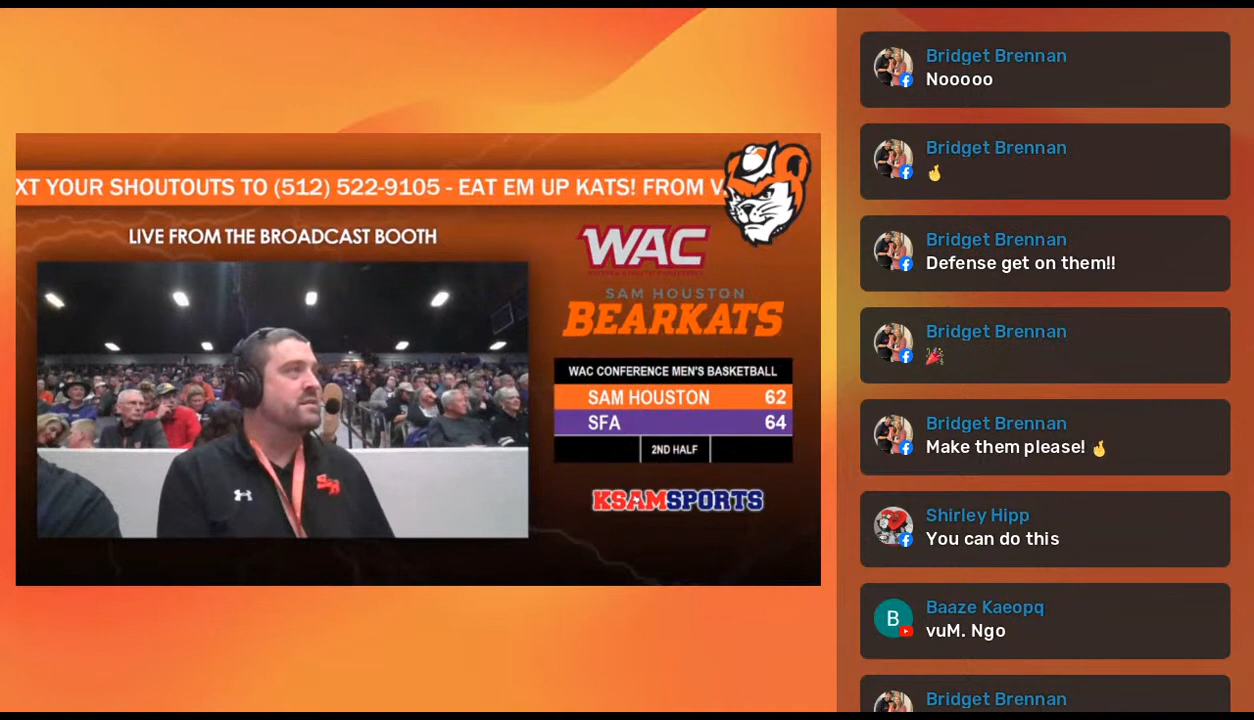 XT YOUR SHOUTOUTS TO (512) 522-9105 - EAT EM UP KATS! FROM
LIVE FROM THE BROADCAST BOOTH
WAC
SAM HOUSTON
BEARKATS
WAC CONFERENCE MEN'S BASKETBALL
SAM HOUSTON 62
SFA 64
2ND HALF
KSAMSPORTS
Bridget Brennan
Nooooo
Bridget Brennan
🤞
Bridget Brennan
Defense get on them!!
Bridget Brennan
🎉
Bridget Brennan
Make them please! 🤞
Shirley Hipp
You can do this
B
Baaze Kaeopq
vuM. Ngo
Bridget Brennan